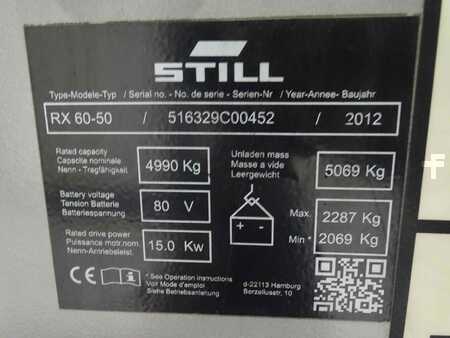 STILL
Type-Modele-Typ / Serial no. - No. de serie - Serien-Nr / Year-Annee- Baujahr
RX 60-50 / 516329C00452 / 2012
Rated capacity
Capacite nominale
Nenn - Tragfähigkeit
4990 Kg
Unladen mass
Masse a vide
Leergewicht
5069 Kg
Battery voltage
Tension Batterie
Batteriespannung
80 V
+ -
Max. 2287 Kg
Min * 2069 Kg
Rated drive power
Puissance motr.nom.
Nenn-Antriebsleist.
15.0 Kw
CE
* See Operation instructions
Voir Mode d'emploi
Siehe Betriebsanleitung
d-22113 Hamburg
Berzeliusstr, 10
F